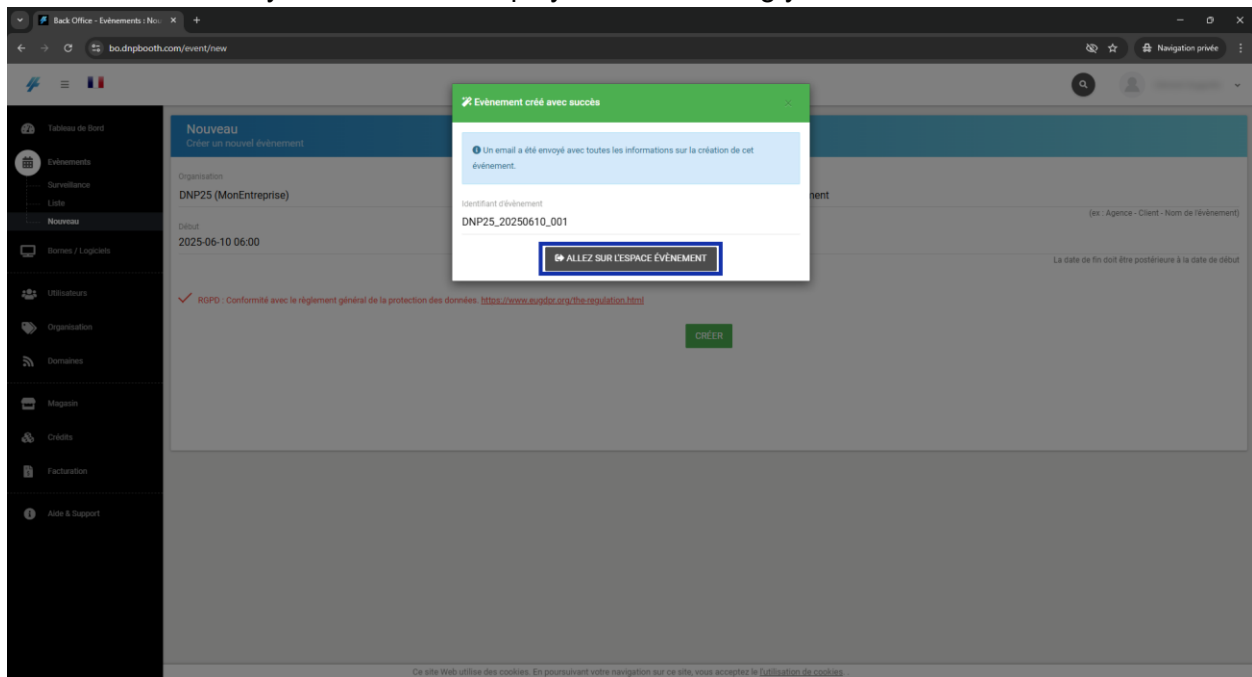 Back Office - Evènements : Nou
bo.dnpbooth.com/event/new
Navigation privée
Tableau de Bord
Evènements
Surveillance
Liste
Nouveau
Bornes / Logiciels
Utilisateurs
Organisation
Domaines
Magasin
Crédits
Facturation
Aide & Support
Nouveau
Créer un nouvel évènement
Organisation
DNP25 (MonEntreprise)
Début
2025-06-10 06:00
(ex : Agence - Client - Nom de l'évènement)
La date de fin doit être postérieure à la date de début
RGPD : Conformité avec le règlement général de la protection des données. https://www.eugdpr.org/the-regulation.html
CRÉER
Evènement créé avec succès
Un email a été envoyé avec toutes les informations sur la création de cet
événement.
Identifiant d'évènement
DNP25_20250610_001
ALLEZ SUR L'ESPACE ÉVÈNEMENT
Ce site Web utilise des cookies. En poursuivant votre navigation sur ce site, vous acceptez le l'utilisation de cookies